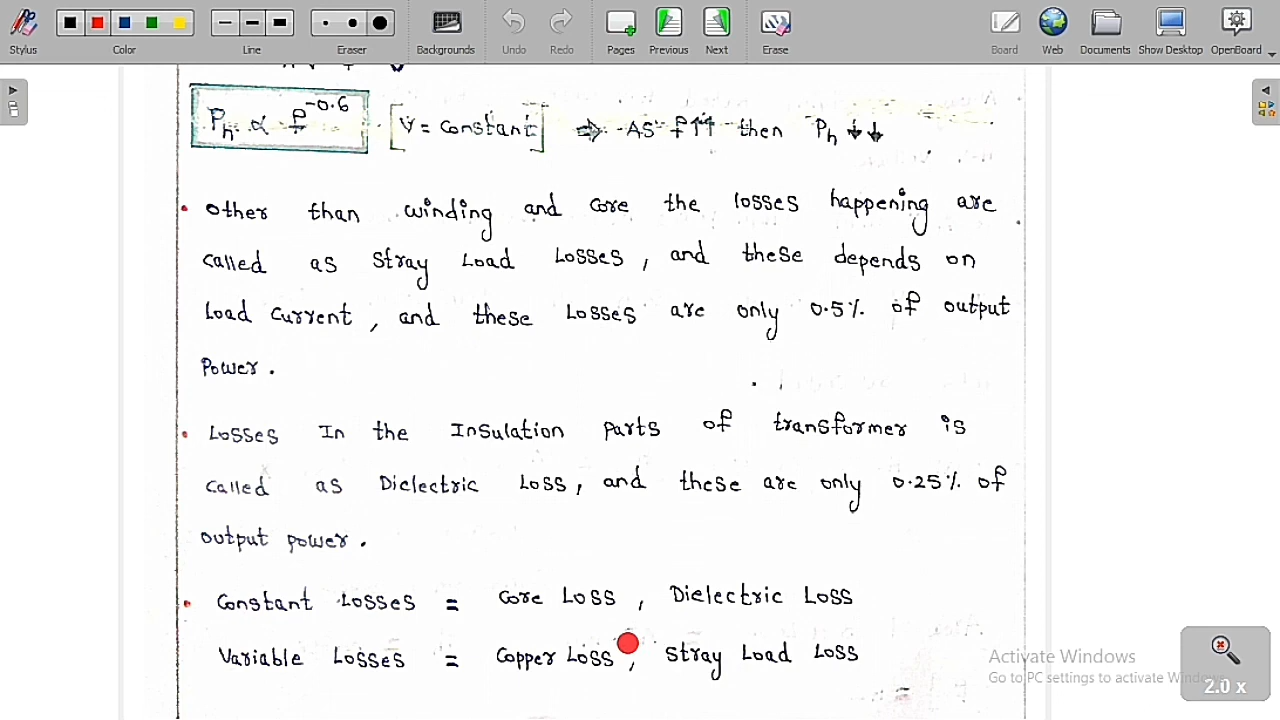 Stylus
Color
Line
Eraser
Backgrounds
Undo
Redo
Pages
Previous
Next
Erase
Board
Web
Documents
Show Desktop
OpenBoard
Ph ∝ f^-0.6 [V = Constant] ⇒ As f↑↑ then Ph ↓↓
• Other than winding and core the losses happening are
called as Stray Load Losses, and these depends on
Load Current, and these Losses are only 0.5% of output
Power.
• Losses In the Insulation parts of transformer is
called as Dielectric Loss, and these are only 0.25% of
output power.
• Constant Losses = Core Loss, Dielectric Loss
Variable Losses = Copper Loss, Stray Load Loss
Activate Windows
Go to PC settings to activate Windows.
2.0 x